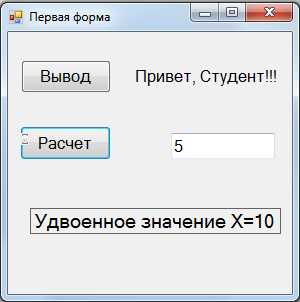 Первая форма
Вывод Привет, Студент!!!
Расчет 5
Удвоенное значение X=10